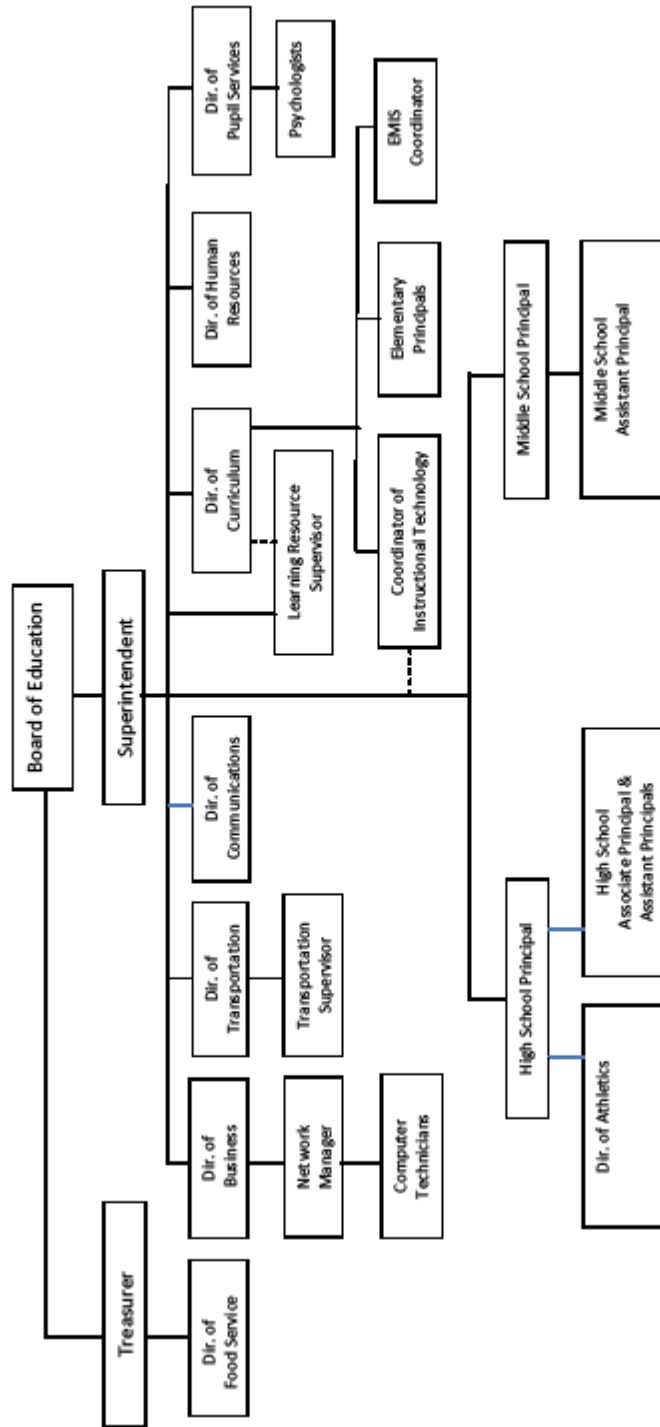 Board of Education
Treasurer
Superintendent
Dir. of
Food Service
Dir. of
Business
Dir. of
Transportation
Dir. of
Communications
Dir. of
Curriculum
Dir. of Human
Resources
Dir. of
Pupil Services
Network
Manager
Transportation
Supervisor
Learning Resource
Supervisor
Psychologists
Computer
Technicians
Coordinator of
Instructional Technology
Elementary
Principals
EMIS
Coordinator
High School Principal
Middle School Principal
Dir. of Athletics
High School
Associate Principal &
Assistant Principals
Middle School
Assistant Principal